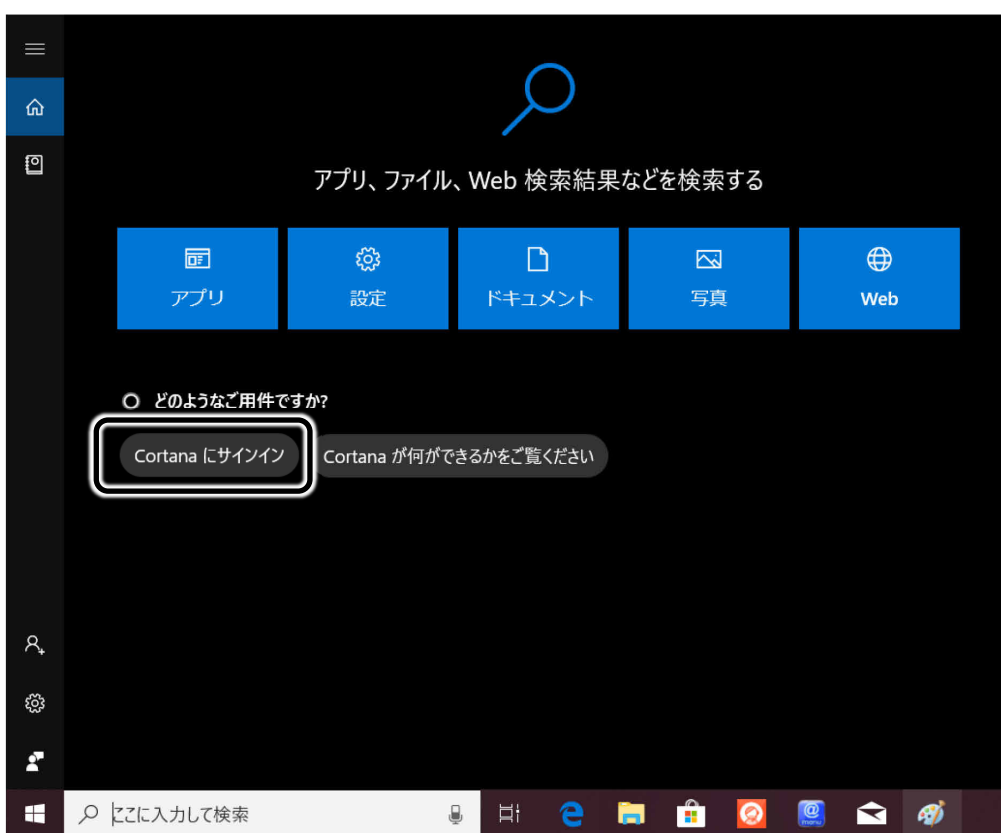 アプリ、ファイル、Web 検索結果などを検索する
アプリ
設定
ドキュメント
写真
Web
どのようなご用件ですか?
Cortana にサインイン
Cortana が何ができるかをご覧ください
ここに入力して検索
@
menu